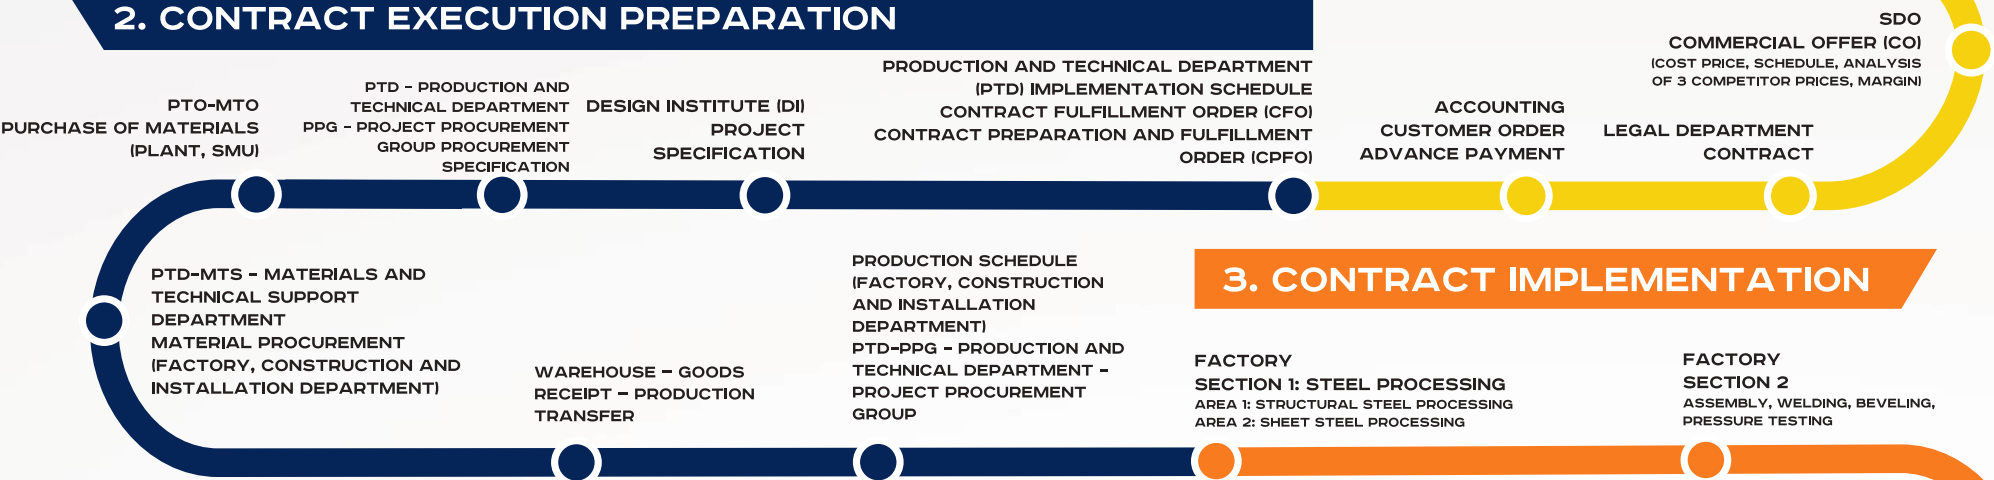 2. CONTRACT EXECUTION PREPARATION
SDO
COMMERCIAL OFFER (CO)
(COST PRICE, SCHEDULE, ANALYSIS
OF 3 COMPETITOR PRICES, MARGIN)
PTO-MTO
PURCHASE OF MATERIALS
(PLANT, SMU)
PTD - PRODUCTION AND
TECHNICAL DEPARTMENT
PPG - PROJECT PROCUREMENT
GROUP PROCUREMENT
SPECIFICATION
DESIGN INSTITUTE (DI)
PROJECT
SPECIFICATION
PRODUCTION AND TECHNICAL DEPARTMENT
(PTD) IMPLEMENTATION SCHEDULE
CONTRACT FULFILLMENT ORDER (CFO)
CONTRACT PREPARATION AND FULFILLMENT
ORDER (CPFO)
ACCOUNTING
CUSTOMER ORDER
ADVANCE PAYMENT
LEGAL DEPARTMENT
CONTRACT
PTD-MTS - MATERIALS AND
TECHNICAL SUPPORT
DEPARTMENT
MATERIAL PROCUREMENT
(FACTORY, CONSTRUCTION AND
INSTALLATION DEPARTMENT)
WAREHOUSE – GOODS
RECEIPT – PRODUCTION
TRANSFER
PRODUCTION SCHEDULE
(FACTORY, CONSTRUCTION
AND INSTALLATION
DEPARTMENT)
PTD-PPG - PRODUCTION AND
TECHNICAL DEPARTMENT -
PROJECT PROCUREMENT
GROUP
3. CONTRACT IMPLEMENTATION
FACTORY
SECTION 1: STEEL PROCESSING
AREA 1: STRUCTURAL STEEL PROCESSING
AREA 2: SHEET STEEL PROCESSING
FACTORY
SECTION 2
ASSEMBLY, WELDING, BEVELING,
PRESSURE TESTING